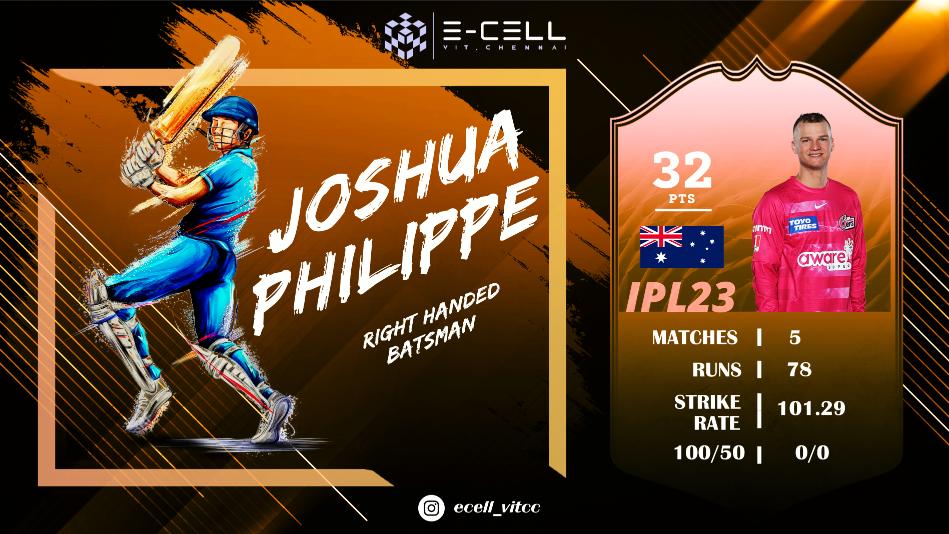 E-CELL
VIT, CHENNAI
JOSHUA
PHILIPPE
RIGHT HANDED
BATSMAN
32
PTS
TOYO
TIRES
aware
IPL23
MATCHES | 5
RUNS | 78
STRIKE
RATE | 101.29
100/50 | 0/0
ecell_vitcc